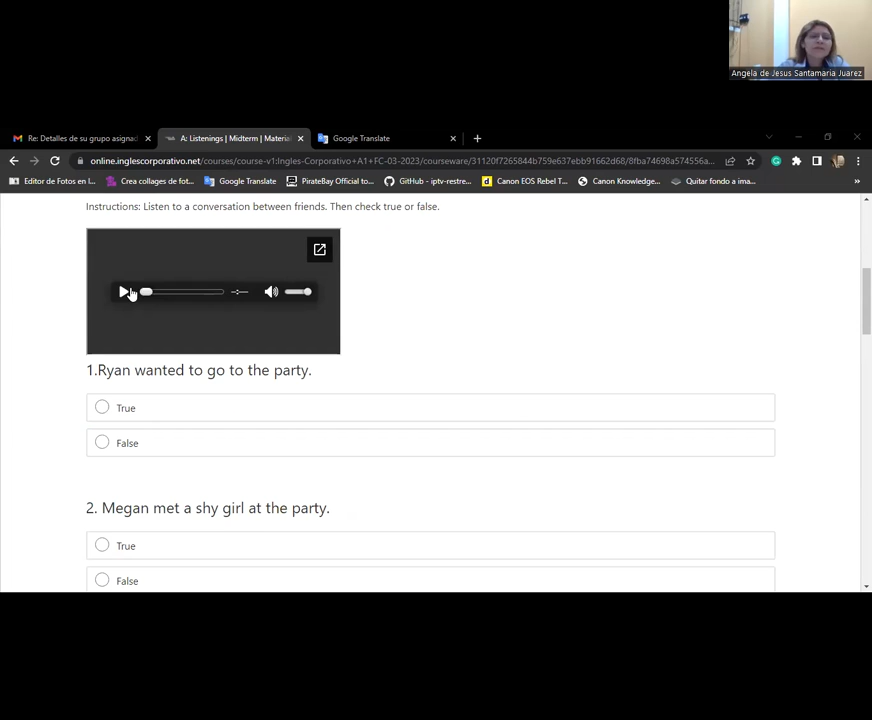 Angela de Jesus Santamaria Juarez
Re: Detalles de su grupo asignad
A: Listenings | Midterm | Materia
Google Translate
online.inglescorporativo.net/courses/course-v1:Ingles-Corporativo+A1+FC-03-2023/courseware/31120f7265844b759e637ebb91662d68/8fba74698a574556a...
Editor de Fotos en l...
Crea collages de fot...
Google Translate
PirateBay Official to...
GitHub - iptv-restre...
Canon EOS Rebel T...
Canon Knowledge...
Quitar fondo a ima...
Instructions: Listen to a conversation between friends. Then check true or false.
1.Ryan wanted to go to the party.
True
False
2. Megan met a shy girl at the party.
True
False